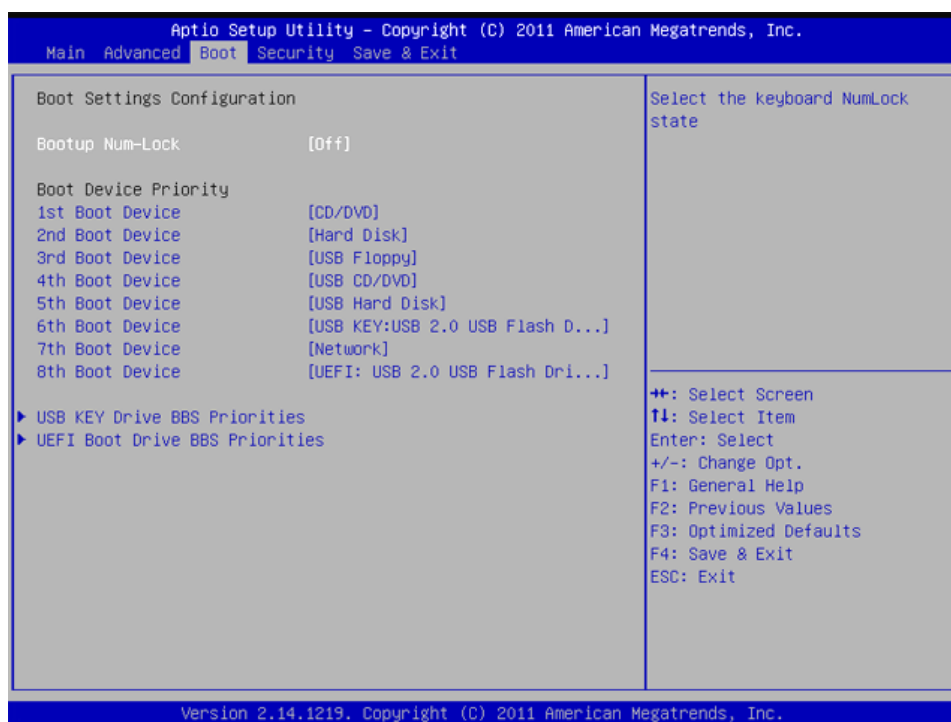 Aptio Setup Utility – Copyright (C) 2011 American Megatrends, Inc.
Main Advanced Boot Security Save & Exit
Boot Settings Configuration
Bootup Num-Lock [Off]
Boot Device Priority
1st Boot Device [CD/DVD]
2nd Boot Device [Hard Disk]
3rd Boot Device [USB Floppy]
4th Boot Device [USB CD/DVD]
5th Boot Device [USB Hard Disk]
6th Boot Device [USB KEY:USB 2.0 USB Flash D...]
7th Boot Device [Network]
8th Boot Device [UEFI: USB 2.0 USB Flash Dri...]
USB KEY Drive BBS Priorities
UEFI Boot Drive BBS Priorities
Select the keyboard NumLock
state
→←: Select Screen
↑↓: Select Item
Enter: Select
+/-: Change Opt.
F1: General Help
F2: Previous Values
F3: Optimized Defaults
F4: Save & Exit
ESC: Exit
Version 2.14.1219. Copyright (C) 2011 American Megatrends, Inc.